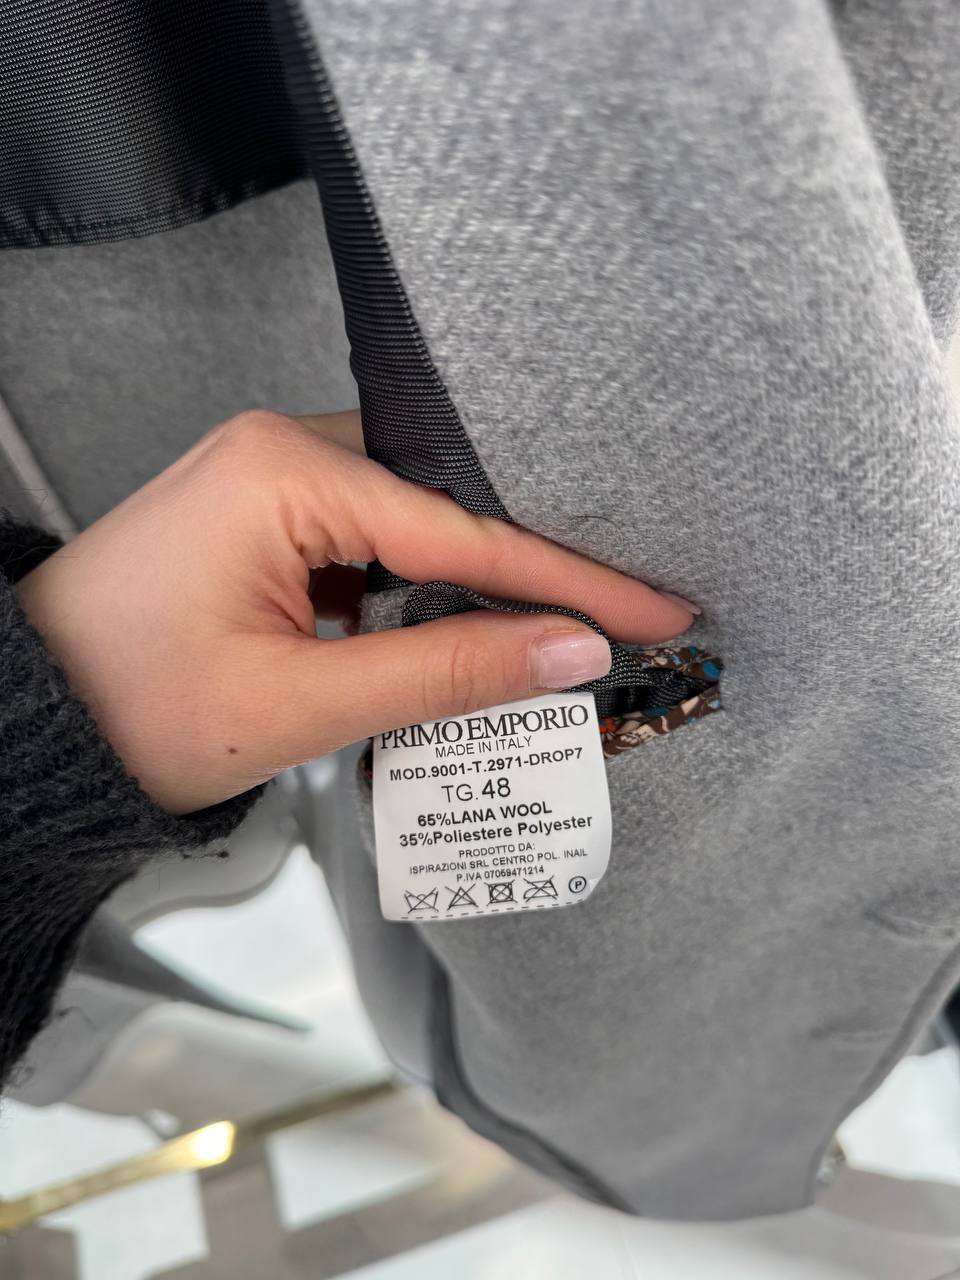 PRIMO EMPORIO
MADE IN ITALY
MOD.9001-T.2971-DROP7
TG.48
65%LANA WOOL
35%Poliestere Polyester
PRODOTTO DA:
ISPIRAZIONI SRL CENTRO POL. INAIL
P.IVA 07069471214
P